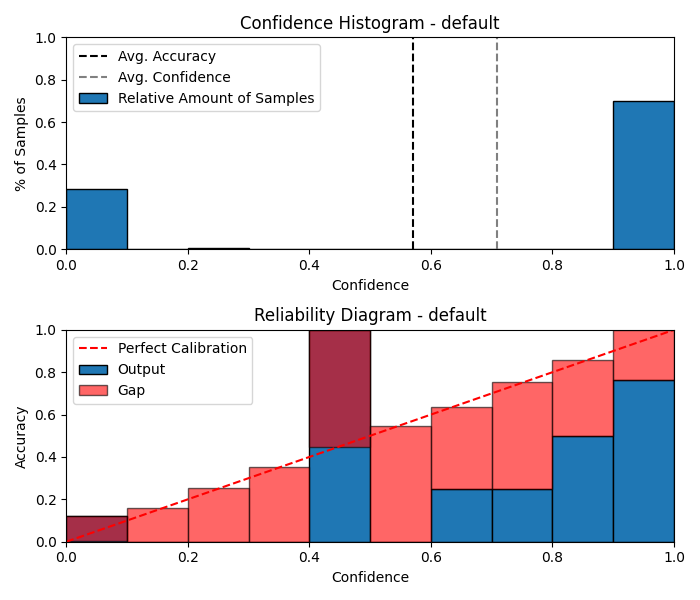 Confidence Histogram - default
1.0
0.8
0.6
0.4
0.2
0.0
% of Samples
Avg. Accuracy
Avg. Confidence
Relative Amount of Samples
0.0 0.2 0.4 0.6 0.8 1.0
Confidence
Reliability Diagram - default
1.0
0.8
0.6
0.4
0.2
0.0
Accuracy
Perfect Calibration
Output
Gap
0.0 0.2 0.4 0.6 0.8 1.0
Confidence